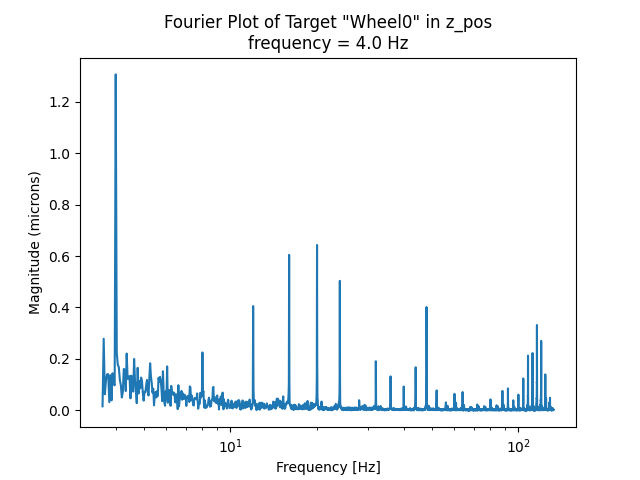 Fourier Plot of Target "Wheel0" in z_pos
frequency = 4.0 Hz
1.2
1.0
0.8
0.6
0.4
0.2
0.0
Magnitude (microns)
10¹
10²
Frequency [Hz]